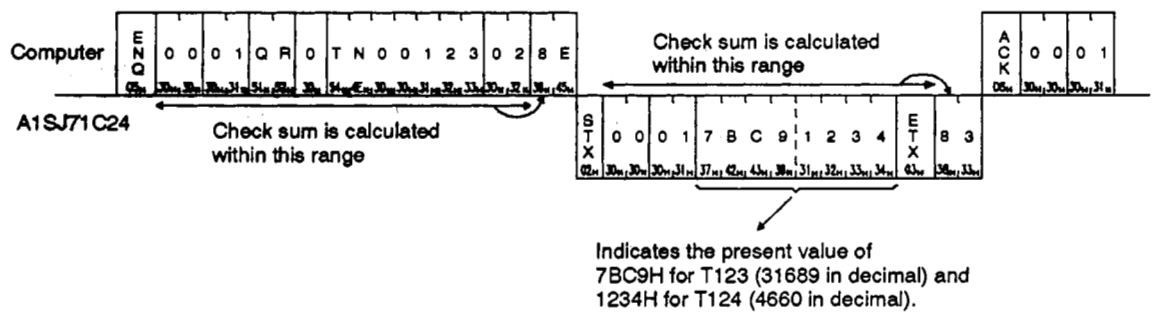 Computer ENQ 0 0 0 1 Q R 0 T N 0 0 1 2 3 0 2 8 E
05H 30H 30H 30H 31H 52H 30H 54H 4EH 30H 30H 31H 32H 33H 30H 32H 38H 45H
Check sum is calculated
within this range
ACK 0 0 0 1
30H 30H 30H 31H
A1SJ71C24
Check sum is calculated
within this range
STX 0 0 0 1 7 B C 9 1 2 3 4 ETX 8 3
02H 30H 30H 30H 31H 37H 42H 43H 31H 32H 33H 34H 03H 38H 33H
Indicates the present value of
7BC9H for T123 (31689 in decimal) and
1234H for T124 (4660 in decimal).